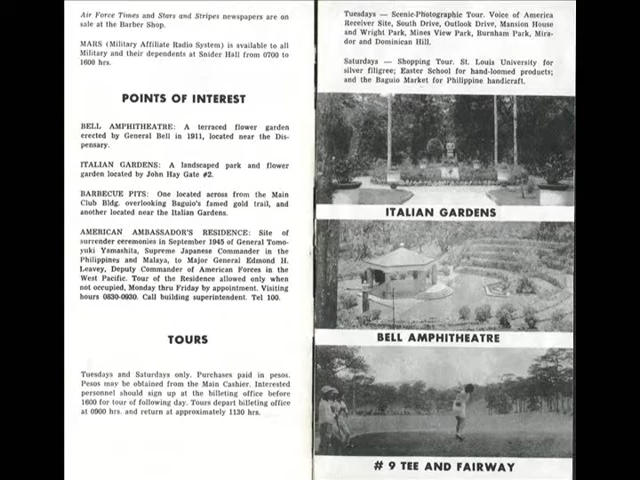 Air Force Times and Stars and Stripes newspapers are on
sale at the Barber Shop.
MARS (Military Affiliate Radio System) is available to all
Military and their dependents at Snider Hall from 0700 to
1600 hrs.
POINTS OF INTEREST
BELL AMPHITHEATRE: A terraced flower garden
erected by General Bell in 1911, located near the Dis-
pensary.
ITALIAN GARDENS: A landscaped park and flower
garden located by John Hay Gate #2.
BARBECUE PITS: One located across from the Main
Club Bldg. overlooking Baguio's famed gold trail, and
another located near the Italian Gardens.
AMERICAN AMBASSADOR'S RESIDENCE: Site of
surrender ceremonies in September 1945 of General Tomo-
yuki Yamashita, Supreme Japanese Commander in the
Philippines and Malaya, to Major General Edmond H.
Leavey, Deputy Commander of American Forces in the
West Pacific. Tour of the Residence allowed only when
not occupied, Monday thru Friday by appointment. Visiting
hours 0830-0930. Call building superintendent. Tel 100.
TOURS
Tuesdays and Saturdays only. Purchases paid in pesos.
Pesos may be obtained from the Main Cashier. Interested
personnel should sign up at the billeting office before
1600 for tour of following day. Tours depart billeting office
at 0900 hrs. and return at approximately 1130 hrs.
Tuesdays — Scenic-Photographic Tour. Voice of America
Receiver Site, South Drive, Outlook Drive, Mansion House
and Wright Park, Mines View Park, Burnham Park, Mira-
dor and Dominican Hill.
Saturdays — Shopping Tour. St. Louis University for
silver filigree; Easter School for hand-loomed products;
and the Baguio Market for Philippine handicraft.
ITALIAN GARDENS
BELL AMPHITHEATRE
# 9 TEE AND FAIRWAY